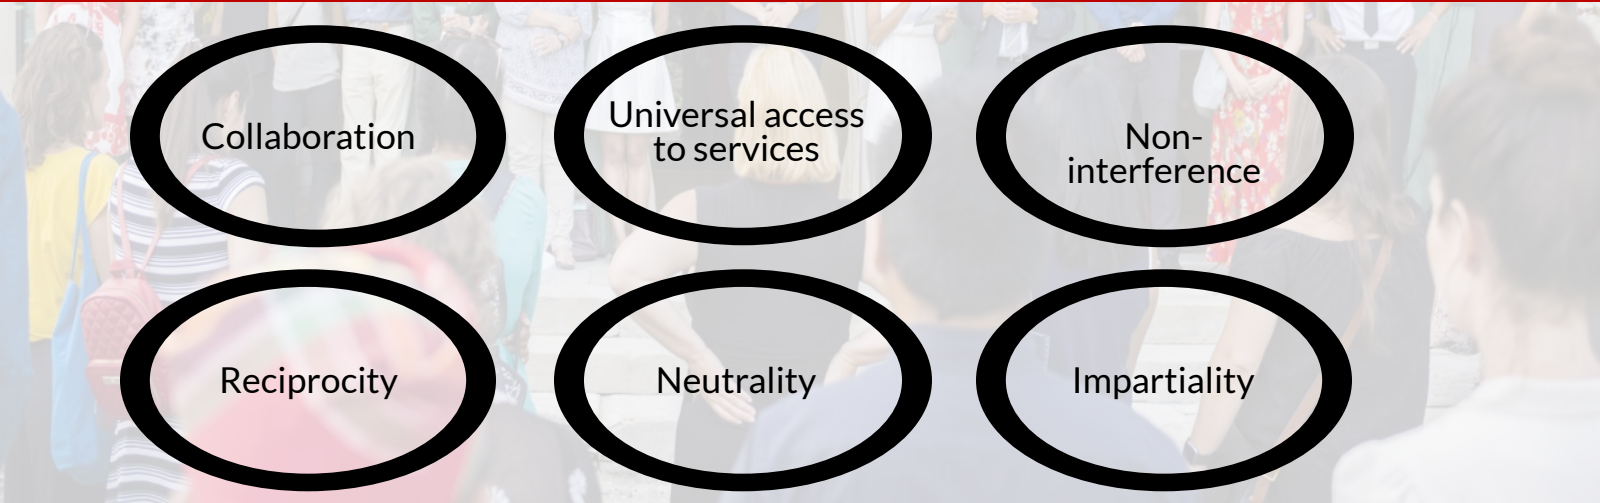 Collaboration
Universal access
to services
Non-
interference
Reciprocity
Neutrality
Impartiality